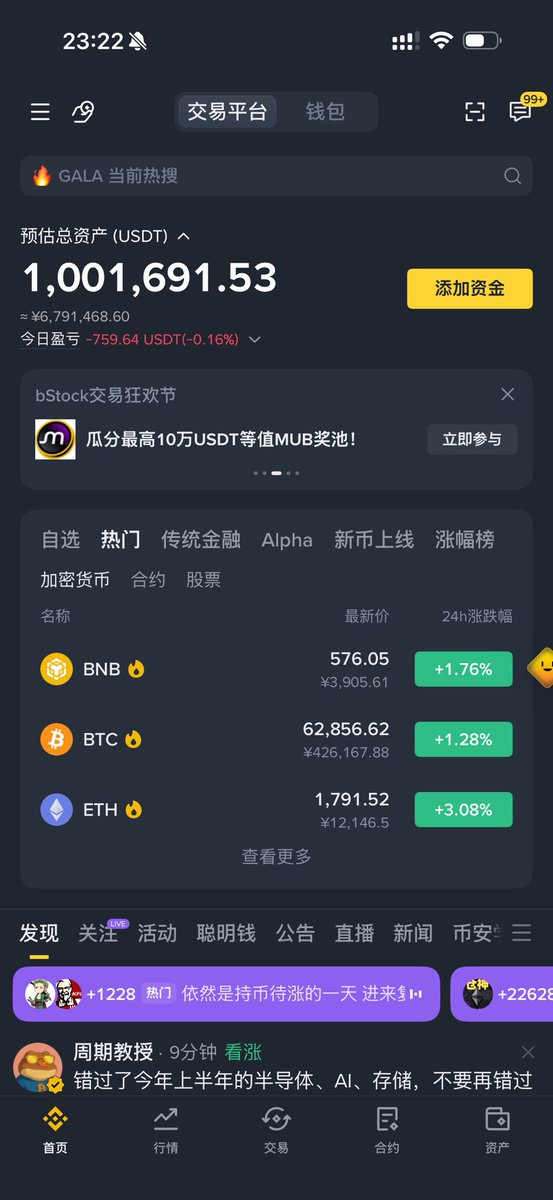 23:22
99+
交易平台 钱包
GALA 当前热搜
预估总资产 (USDT)
1,001,691.53
添加资金
≈ ¥6,791,468.60
今日盈亏 -759.64 USDT(-0.16%)
bStock交易狂欢节
瓜分最高10万USDT等值MUB奖池！
立即参与
自选 热门 传统金融 Alpha 新币上线 涨幅榜
加密货币 合约 股票
名称 最新价 24h涨跌幅
BNB 576.05 +1.76%
¥3,905.61
BTC 62,856.62 +1.28%
¥426,167.88
ETH 1,791.52 +3.08%
¥12,146.5
查看更多
LIVE
发现 关注 活动 聪明钱 公告 直播 新闻 币安
+1228 热门 依然是持币待涨的一天 进来 +22628
周期教授 · 9分钟 看涨
错过了今年上半年的半导体、AI、存储，不要再错过
首页 行情 交易 合约 资产